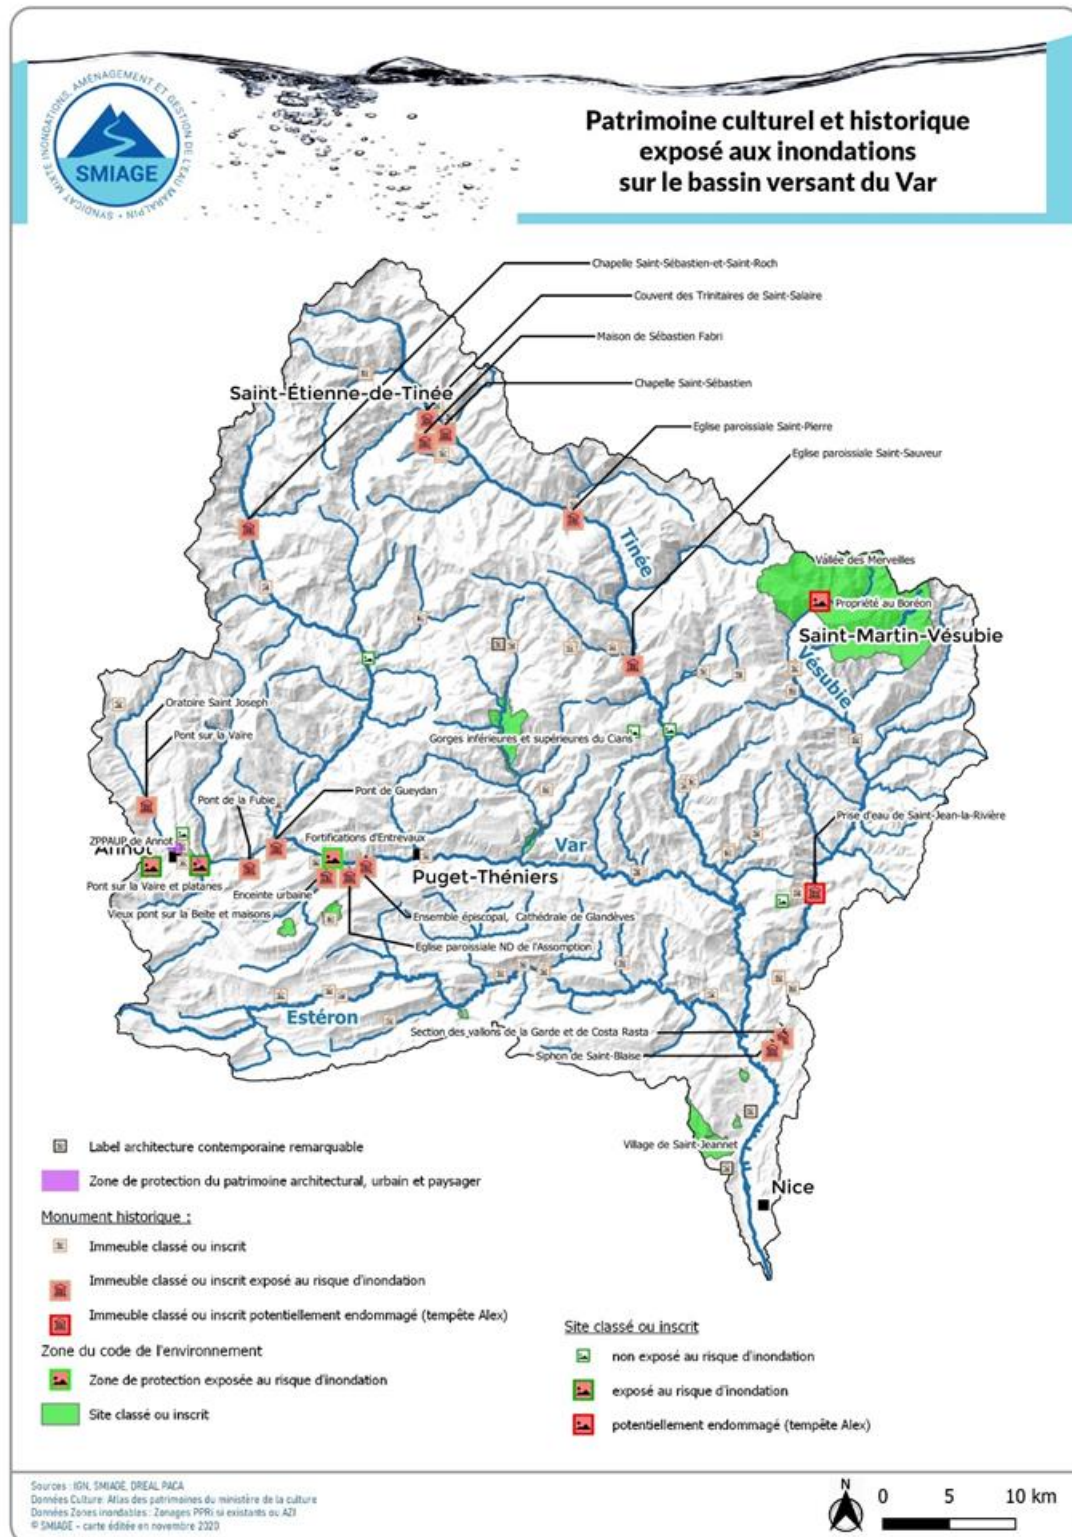 SYNDICAT MIXTE INONDATIONS, AMÉNAGEMENT ET GESTION DE L'EAU MARALPIN
SMIAGE
Patrimoine culturel et historique
exposé aux inondations
sur le bassin versant du Var
Chapelle Saint-Sébastien-et-Saint-Roch
Couvent des Trinitaires de Saint-Salaire
Maison de Sébastien Fabri
Chapelle Saint-Sébastien
Saint-Étienne-de-Tinée
Eglise paroissiale Saint-Pierre
Eglise paroissiale Saint-Sauveur
Tinée
Vallée des Merveilles
Propriété au Boréon
Saint-Martin-Vésubie
Vésubie
Oratoire Saint Joseph
Pont sur la Vaïre
Gorges inférieures et supérieures du Cians
Pont de la Fubie
Pont de Gueydan
Prise d'eau de Saint-Jean-la-Rivière
Fortifications d'Entrevaux
ZPPAUP de Annot
Annot
Var
Puget-Théniers
Pont sur la Vaïre et platanes
Enceinte urbaine
Vieux pont sur la Beïte et maisons
Ensemble épiscopal, Cathédrale de Glandèves
Eglise paroissiale ND de l'Assomption
Estéron
Section des vallons de la Garde et de Costa Rasta
Siphon de Saint-Blaise
Village de Saint-Jeannet
Nice
Label architecture contemporaine remarquable
Zone de protection du patrimoine architectural, urbain et paysager
Monument historique :
Immeuble classé ou inscrit
Immeuble classé ou inscrit exposé au risque d'inondation
Immeuble classé ou inscrit potentiellement endommagé (tempête Alex)
Zone du code de l'environnement
Zone de protection exposée au risque d'inondation
Site classé ou inscrit
Site classé ou inscrit
non exposé au risque d'inondation
exposé au risque d'inondation
potentiellement endommagé (tempête Alex)
Sources : IGN, SMIAGE, DREAL PACA
Données Culture: Atlas des patrimoines du ministère de la culture
Données Zones inondables : Zonages PPRi si existants ou AZI
© SMIAGE - carte éditée en novembre 2020
N
0 5 10 km